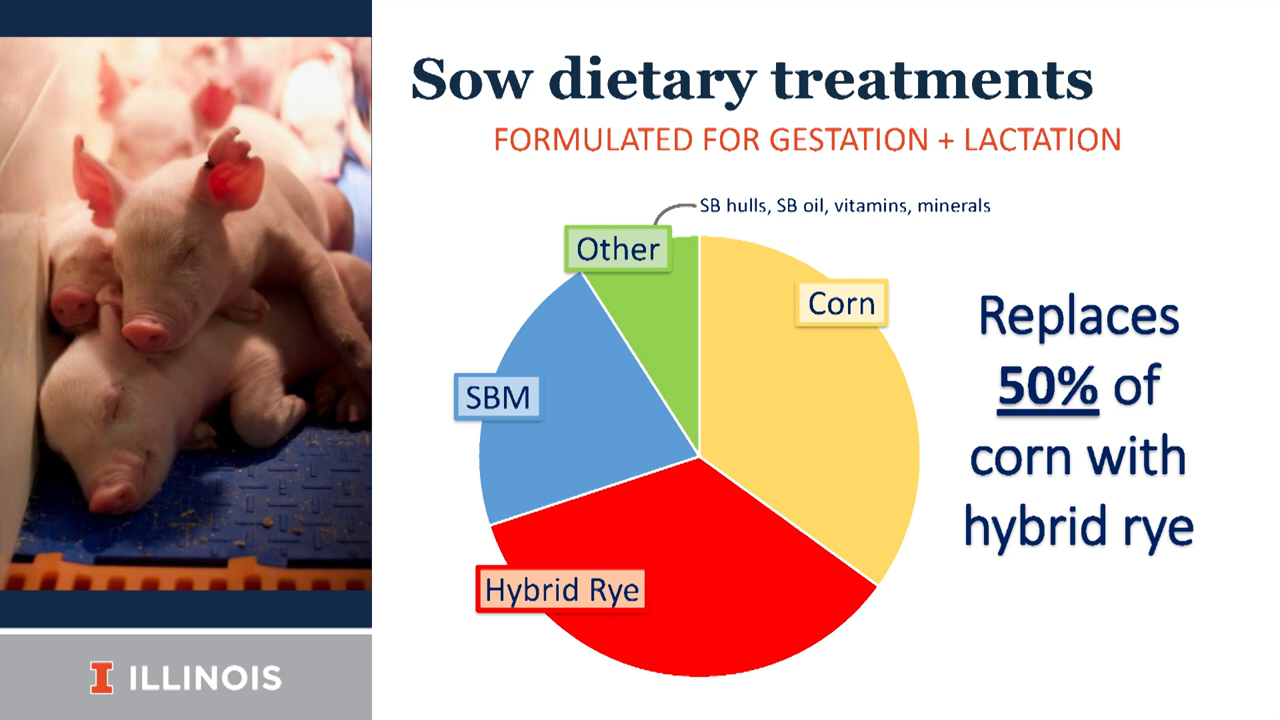 Sow dietary treatments
FORMULATED FOR GESTATION + LACTATION
SB hulls, SB oil, vitamins, minerals
Other
Corn
SBM
Hybrid Rye
Replaces
50% of
corn with
hybrid rye
I ILLINOIS